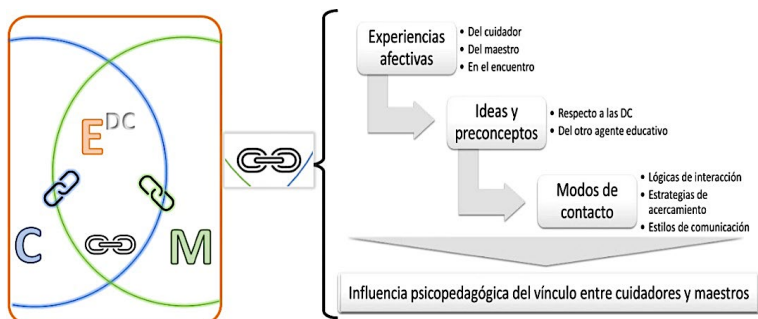 E DC
C
M
Experiencias
afectivas
• Del cuidador
• Del maestro
• En el encuentro
Ideas y
preconceptos
• Respecto a las DC
• Del otro agente educativo
Modos de
contacto
• Lógicas de interacción
• Estrategias de
acercamiento
• Estilos de comunicación
Influencia psicopedagógica del vínculo entre cuidadores y maestros